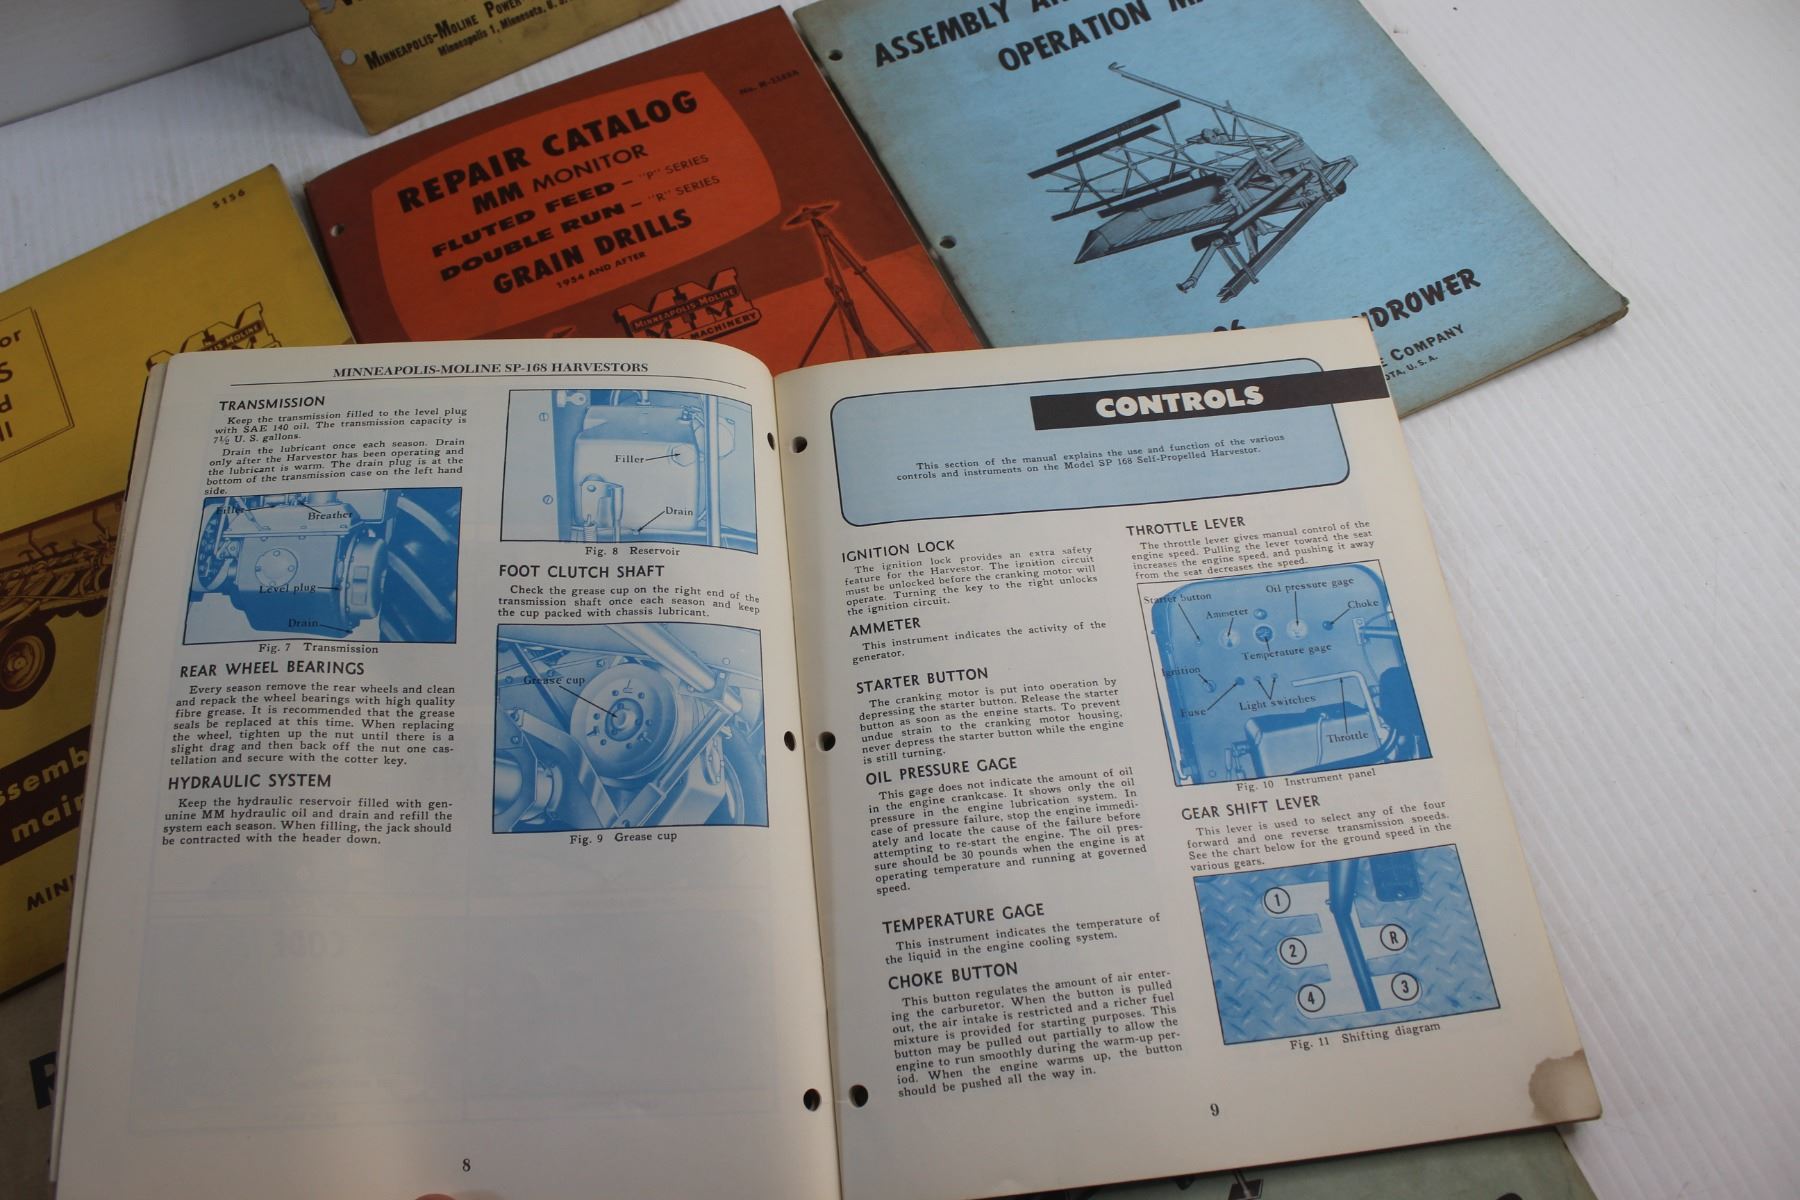 MINNEAPOLIS-MOLINE POWER
Minneapolis 1, Minnesota, U. S.
REPAIR CATALOG
MM MONITOR
FLUTED FEED - "P" SERIES
DOUBLE RUN - "R" SERIES
GRAIN DRILLS
1954 AND AFTER
MINNEAPOLIS-MOLINE
MACHINERY
ASSEMBLY
OPERATION
5156
MINNEAPOLIS-MOLINE SP-168 HARVESTORS
TRANSMISSION
Keep the transmission filled to the level plug
with SAE 140 oil. The transmission capacity is
7½ U. S. gallons.
Drain the lubricant once each season. Drain
only after the Harvestor has been operating and
the lubricant is warm. The drain plug is at the
bottom of the transmission case on the left hand
side.
Filler
Breather
Level plug
Drain
Fig. 7 Transmission
REAR WHEEL BEARINGS
Every season remove the rear wheels and clean
and repack the wheel bearings with high quality
fibre grease. It is recommended that the grease
seals be replaced at this time. When replacing
the wheel, tighten up the nut until there is a
slight drag and then back off the nut one cas-
tellation and secure with the cotter key.
HYDRAULIC SYSTEM
Keep the hydraulic reservoir filled with gen-
unine MM hydraulic oil and drain and refill the
system each season. When filling, the jack should
be contracted with the header down.
Filler
Drain
Fig. 8 Reservoir
FOOT CLUTCH SHAFT
Check the grease cup on the right end of the
transmission shaft once each season and keep
the cup packed with chassis lubricant.
Grease cup
Fig. 9 Grease cup
8
CONTROLS
This section of the manual explains the use and function of the various
controls and instruments on the Model SP 168 Self-Propelled Harvestor.
IGNITION LOCK
The ignition lock provides an extra safety
feature for the Harvestor. The ignition circuit
must be unlocked before the cranking motor will
operate. Turning the key to the right unlocks
the ignition circuit.
AMMETER
This instrument indicates the activity of the
generator.
STARTER BUTTON
The cranking motor is put into operation by
depressing the starter button. Release the starter
button as soon as the engine starts. To prevent
undue strain to the cranking motor housing,
never depress the starter button while the engine
is still turning.
OIL PRESSURE GAGE
This gage does not indicate the amount of oil
in the engine crankcase. It shows only the oil
pressure in the engine lubrication system. In
case of pressure failure, stop the engine immedi-
ately and locate the cause of the failure before
attempting to re-start the engine. The oil pres-
sure should be 30 pounds when the engine is at
operating temperature and running at governed
speed.
TEMPERATURE GAGE
This instrument indicates the temperature of
the liquid in the engine cooling system.
CHOKE BUTTON
This button regulates the amount of air enter-
ing the carburetor. When the button is pulled
out, the air intake is restricted and a richer fuel
mixture is provided for starting purposes. This
button may be pulled out partially to allow the
engine to run smoothly during the warm-up per-
iod. When the engine warms up, the button
should be pushed all the way in.
THROTTLE LEVER
The throttle lever gives manual control of the
engine speed. Pulling the lever toward the seat
increases the engine speed, and pushing it away
from the seat decreases the speed.
Starter button
Ammeter
Oil pressure gage
Choke
Temperature gage
Ignition
Fuse
Light switches
Throttle
Fig. 10 Instrument panel
GEAR SHIFT LEVER
This lever is used to select any of the four
forward and one reverse transmission speeds.
See the chart below for the ground speed in the
various gears.
1
2
R
4
3
Fig. 11 Shifting diagram
9